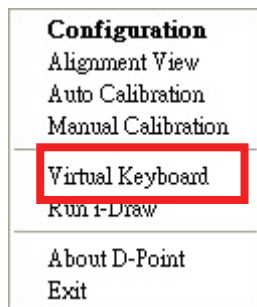 Configuration
Alignment View
Auto Calibration
Manual Calibration
Virtual Keyboard
Run i-Draw
About D-Point
Exit